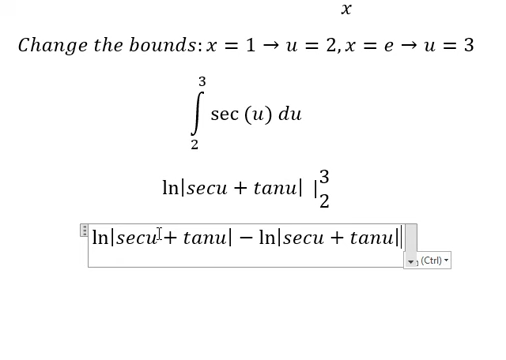 x
Change the bounds: x = 1 → u = 2, x = e → u = 3
3
∫ sec (u) du
2
ln|secu + tanu| |
3
2
ln|secu + tanu| − ln|secu + tanu|
(Ctrl)